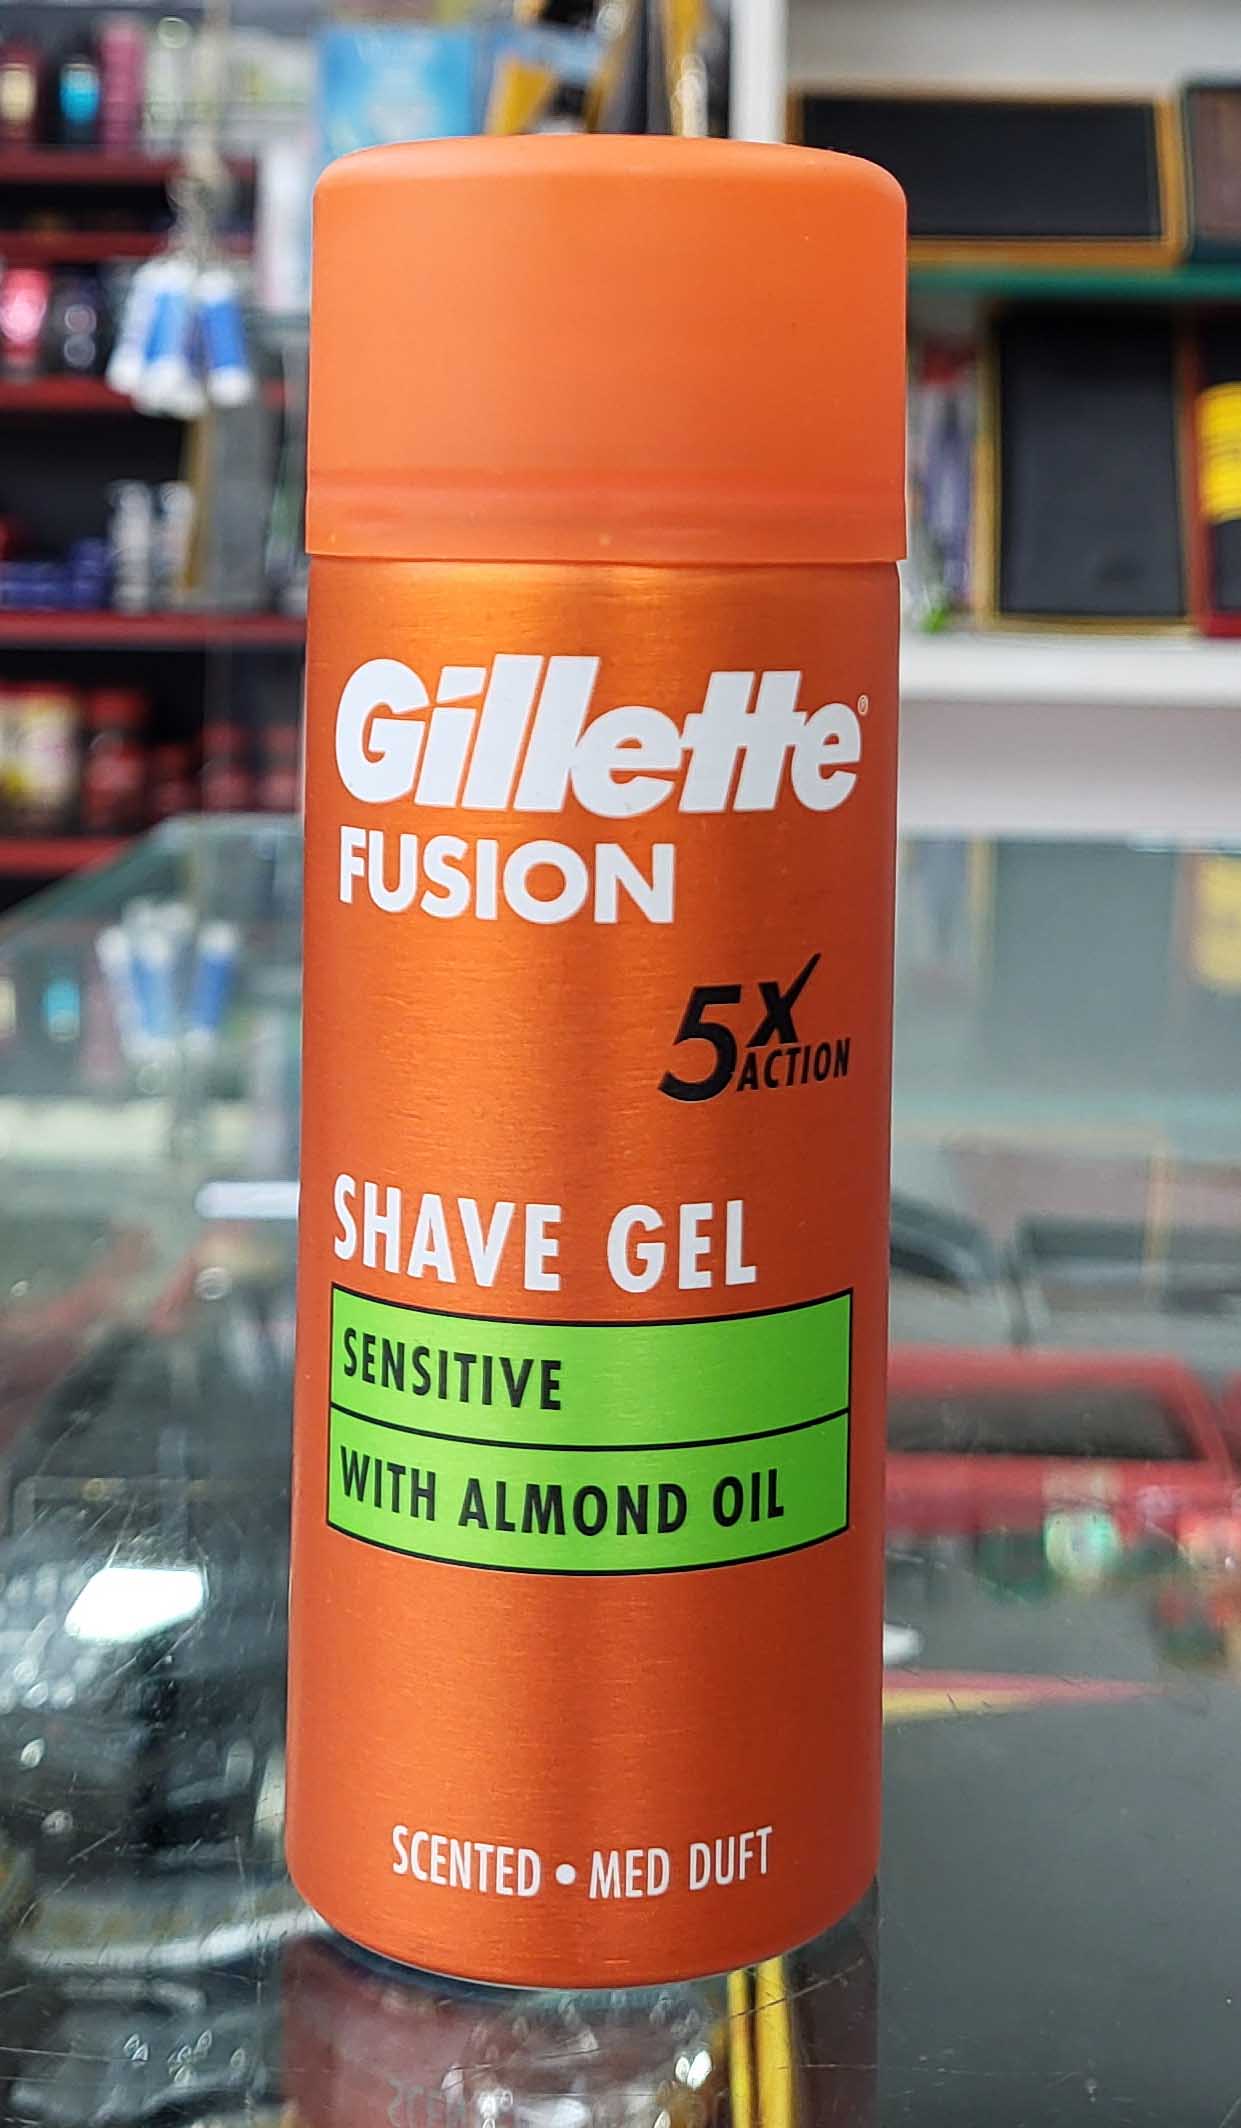 Gillette®
FUSION
5X
ACTION
SHAVE GEL
SENSITIVE
WITH ALMOND OIL
SCENTED • MED DUFT